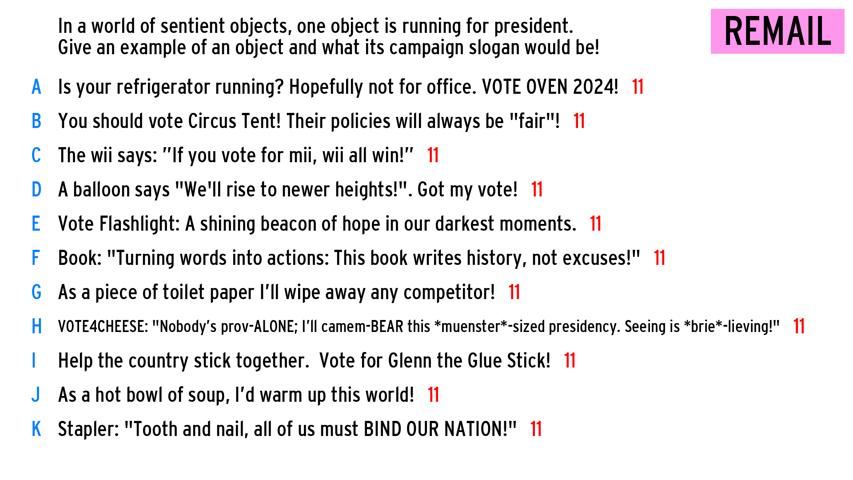 In a world of sentient objects, one object is running for president.
Give an example of an object and what its campaign slogan would be!
REMAIL
A Is your refrigerator running? Hopefully not for office. VOTE OVEN 2024! 11
B You should vote Circus Tent! Their policies will always be "fair"! 11
C The wii says: ”If you vote for mii, wii all win!” 11
D A balloon says "We'll rise to newer heights!". Got my vote! 11
E Vote Flashlight: A shining beacon of hope in our darkest moments. 11
F Book: "Turning words into actions: This book writes history, not excuses!" 11
G As a piece of toilet paper I’ll wipe away any competitor! 11
H VOTE4CHEESE: "Nobody’s prov-ALONE; I’ll camem-BEAR this *muenster*-sized presidency. Seeing is *brie*-lieving!" 11
I Help the country stick together.  Vote for Glenn the Glue Stick! 11
J As a hot bowl of soup, I’d warm up this world! 11
K Stapler: "Tooth and nail, all of us must BIND OUR NATION!" 11